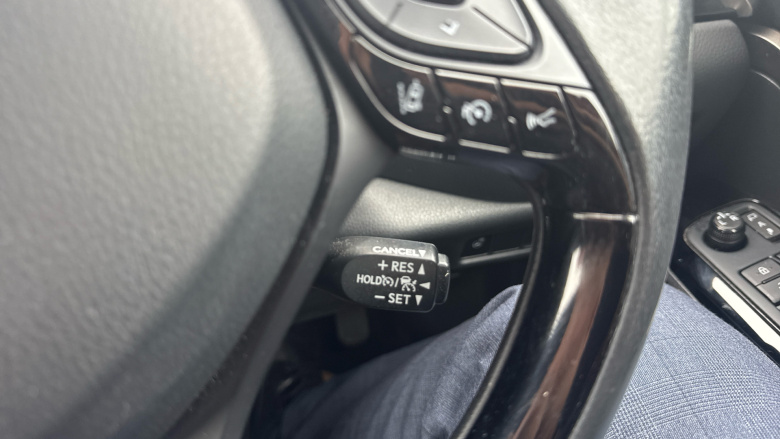 CANCEL
+ RES
HOLD /
− SET